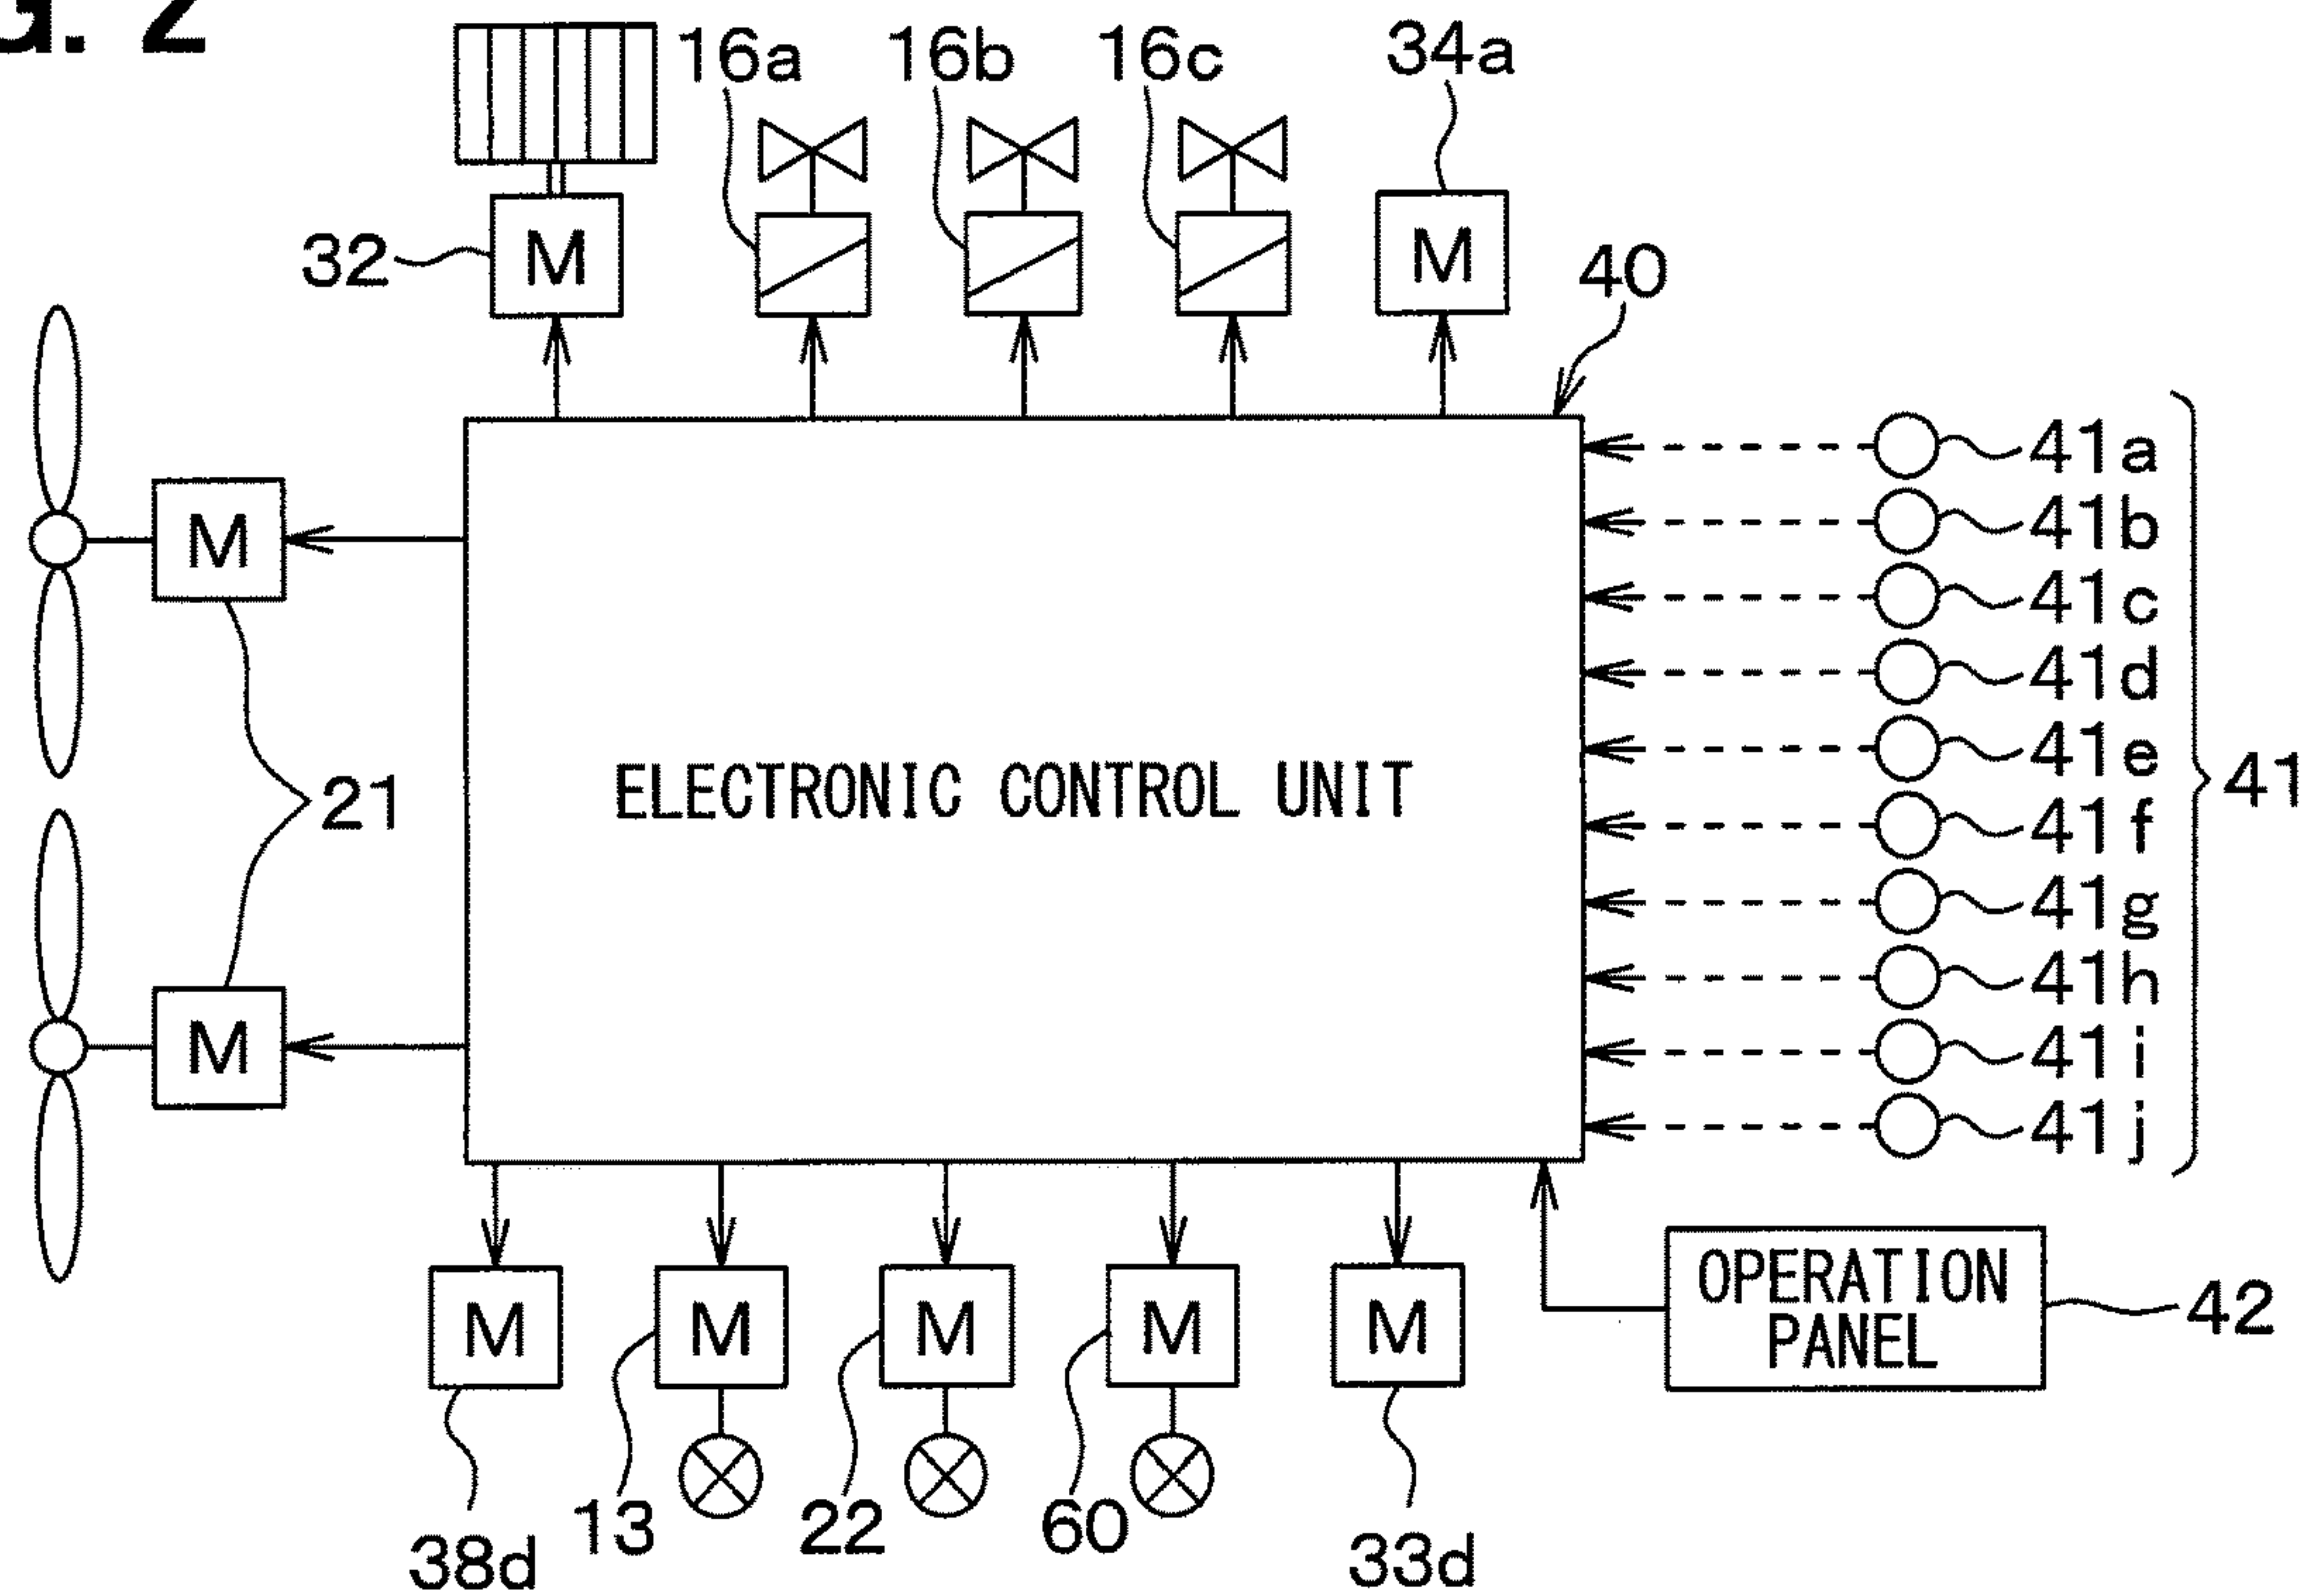 G. 2
16a 16b 16c 34a
32 M M 40
M
21
M
ELECTRONIC CONTROL UNIT
41a
41b
41c
41d
41e
41f
41g
41h
41i
41j
41
M M M M M
OPERATION
PANEL
42
38d 13 22 60 33d